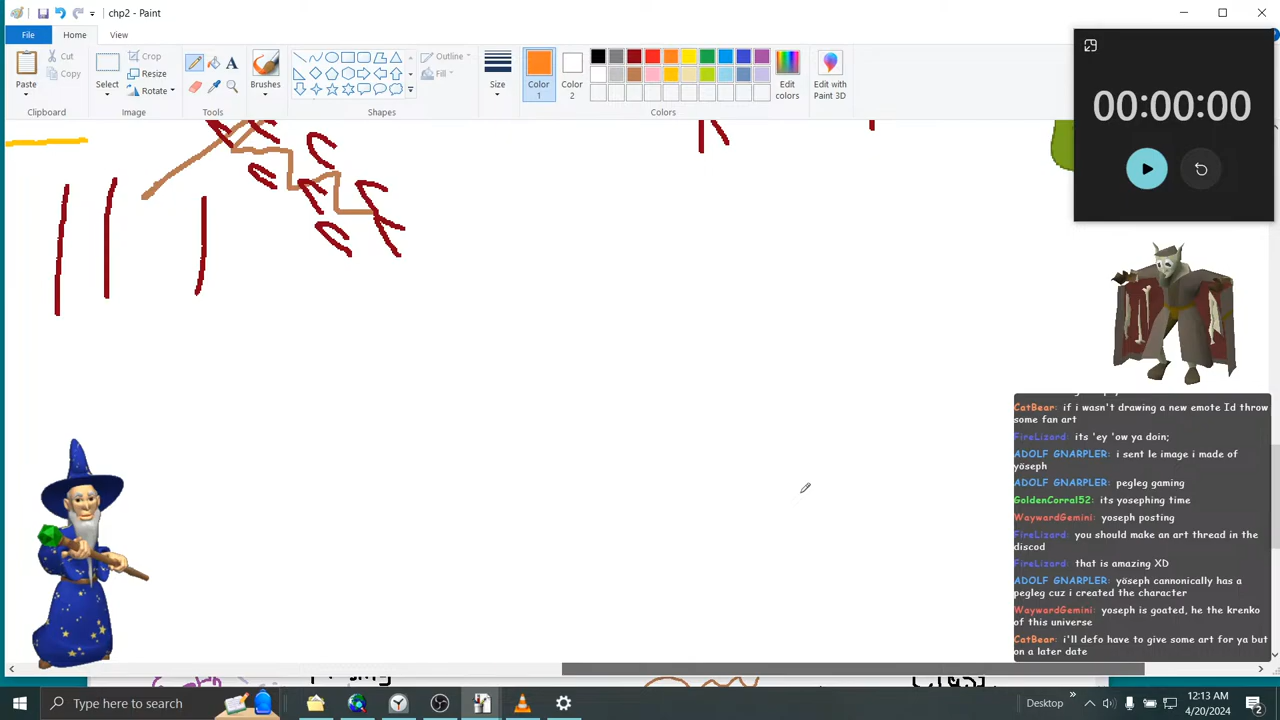 chp2 - Paint
File
Home
View
Paste
Cut
Copy
Clipboard
Select
Crop
Resize
Rotate
Image
Tools
Brushes
Outline
Fill
Shapes
Size
Color
1
Color
2
Edit
colors
Colors
Edit with
Paint 3D
00:00:00
CatBear: if i wasn't drawing a new emote Id throw
some fan art
FireLizard: its 'ey 'ow ya doin;
ADOLF GNARPLER: i sent le image i made of
yöseph
ADOLF GNARPLER: pegleg gaming
GoldenCorral52: its yosephing time
WaywardGemini: yoseph posting
FireLizard: you should make an art thread in the
discod
FireLizard: that is amazing XD
ADOLF GNARPLER: yöseph cannonically has a
pegleg cuz i created the character
WaywardGemini: yoseph is goated, he the krenko
of this universe
CatBear: i'll defo have to give some art for ya but
on a later date
Type here to search
Desktop
12:13 AM
4/20/2024
2